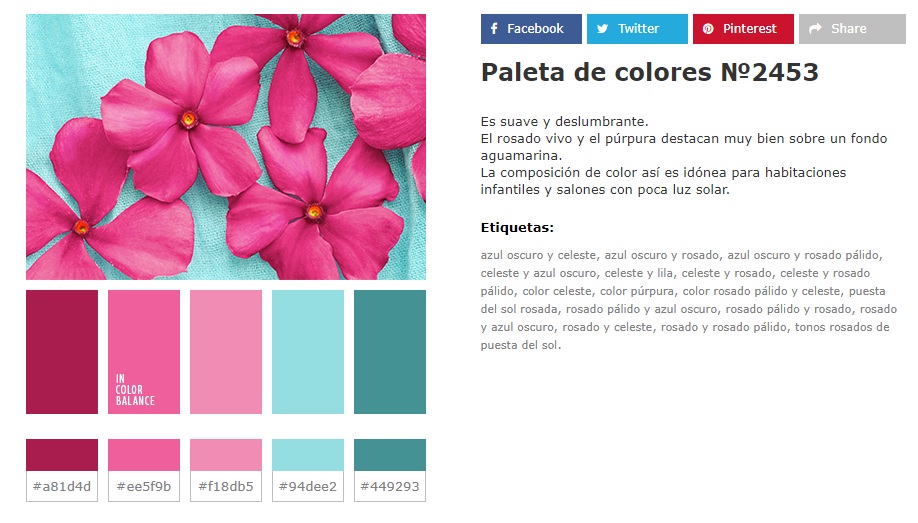 Facebook
Twitter
Pinterest
Share
Paleta de colores №2453
Es suave y deslumbrante.
El rosado vivo y el púrpura destacan muy bien sobre un fondo
aguamarina.
La composición de color así es idónea para habitaciones
infantiles y salones con poca luz solar.
Etiquetas:
azul oscuro y celeste, azul oscuro y rosado, azul oscuro y rosado pálido,
celeste y azul oscuro, celeste y lila, celeste y rosado, celeste y rosado
pálido, color celeste, color púrpura, color rosado pálido y celeste, puesta
del sol rosada, rosado pálido y azul oscuro, rosado pálido y rosado, rosado
y azul oscuro, rosado y celeste, rosado y rosado pálido, tonos rosados de
puesta del sol.
IN
COLOR
BALANCE
#a81d4d
#ee5f9b
#f18db5
#94dee2
#449293